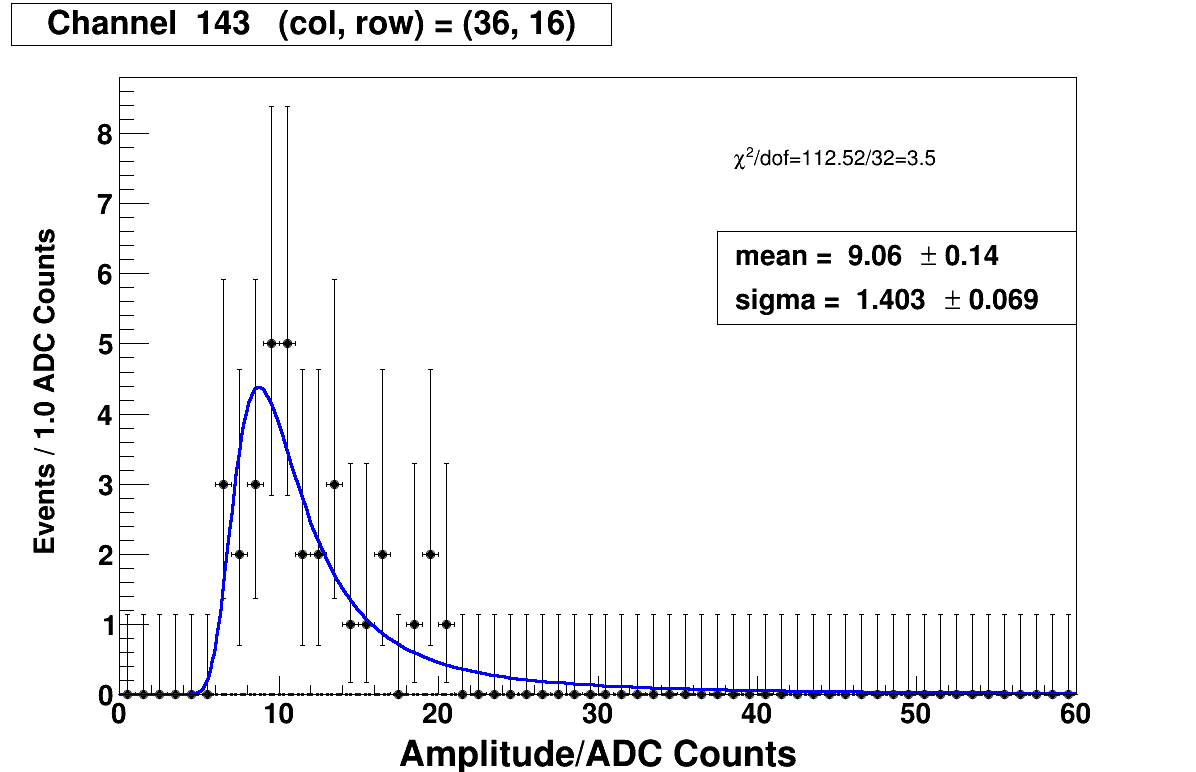 Channel 143 (col, row) = (36, 16)
χ²/dof=112.52/32=3.5
mean = 9.06 ± 0.14
sigma = 1.403 ± 0.069
Events / 1.0 ADC Counts
8
7
6
5
4
3
2
1
0
0 10 20 30 40 50 60
Amplitude/ADC Counts